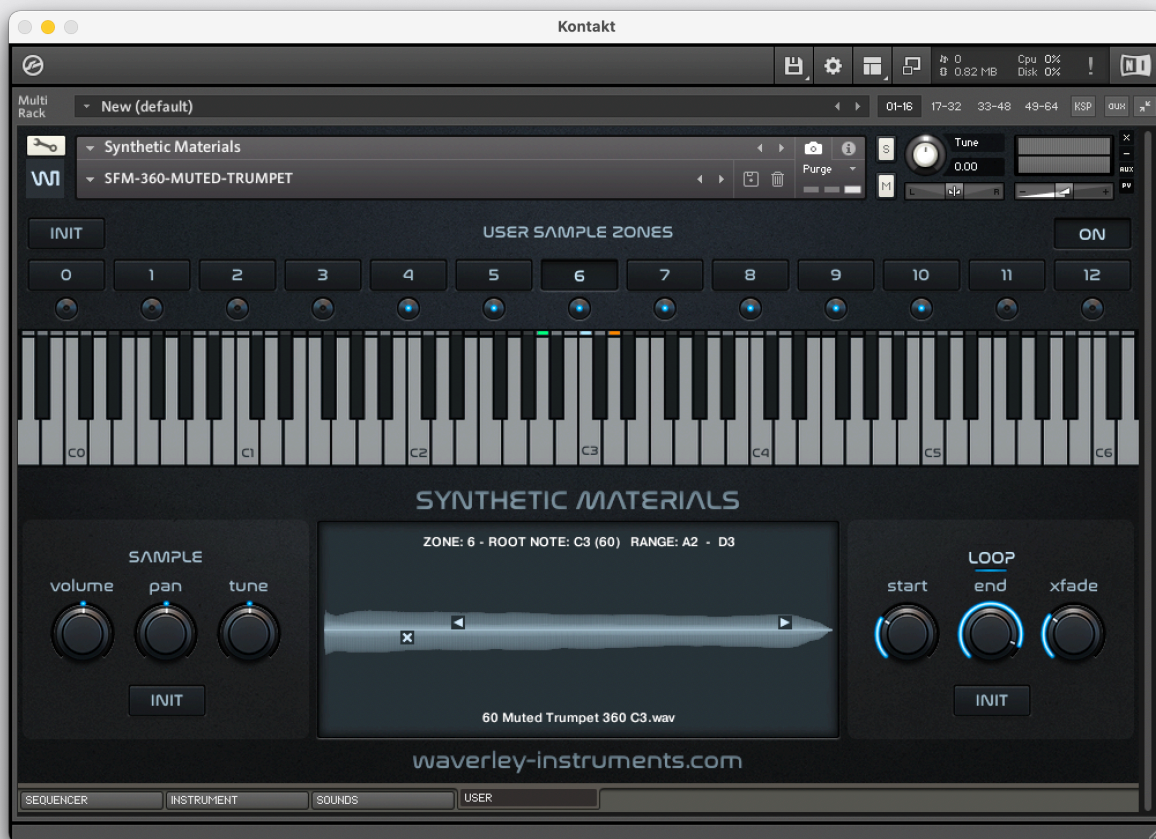 Kontakt
0 Cpu 0%
0.82 MB Disk 0% ! NI
Multi
Rack New (default) 01-16 17-32 33-48 49-64 KSP aux
Synthetic Materials
SFM-360-MUTED-TRUMPET
Purge
S
M
Tune
0.00
L R - +
x
-
AUX
PV
INIT USER SAMPLE ZONES ON
0 1 2 3 4 5 6 7 8 9 10 11 12
C0 C1 C2 C3 C4 C5 C6
SYNTHETIC MATERIALS
SAMPLE
volume pan tune
INIT
ZONE: 6 - ROOT NOTE: C3 (60) RANGE: A2 - D3
60 Muted Trumpet 360 C3.wav
LOOP
start end xfade
INIT
waverley-instruments.com
SEQUENCER INSTRUMENT SOUNDS USER